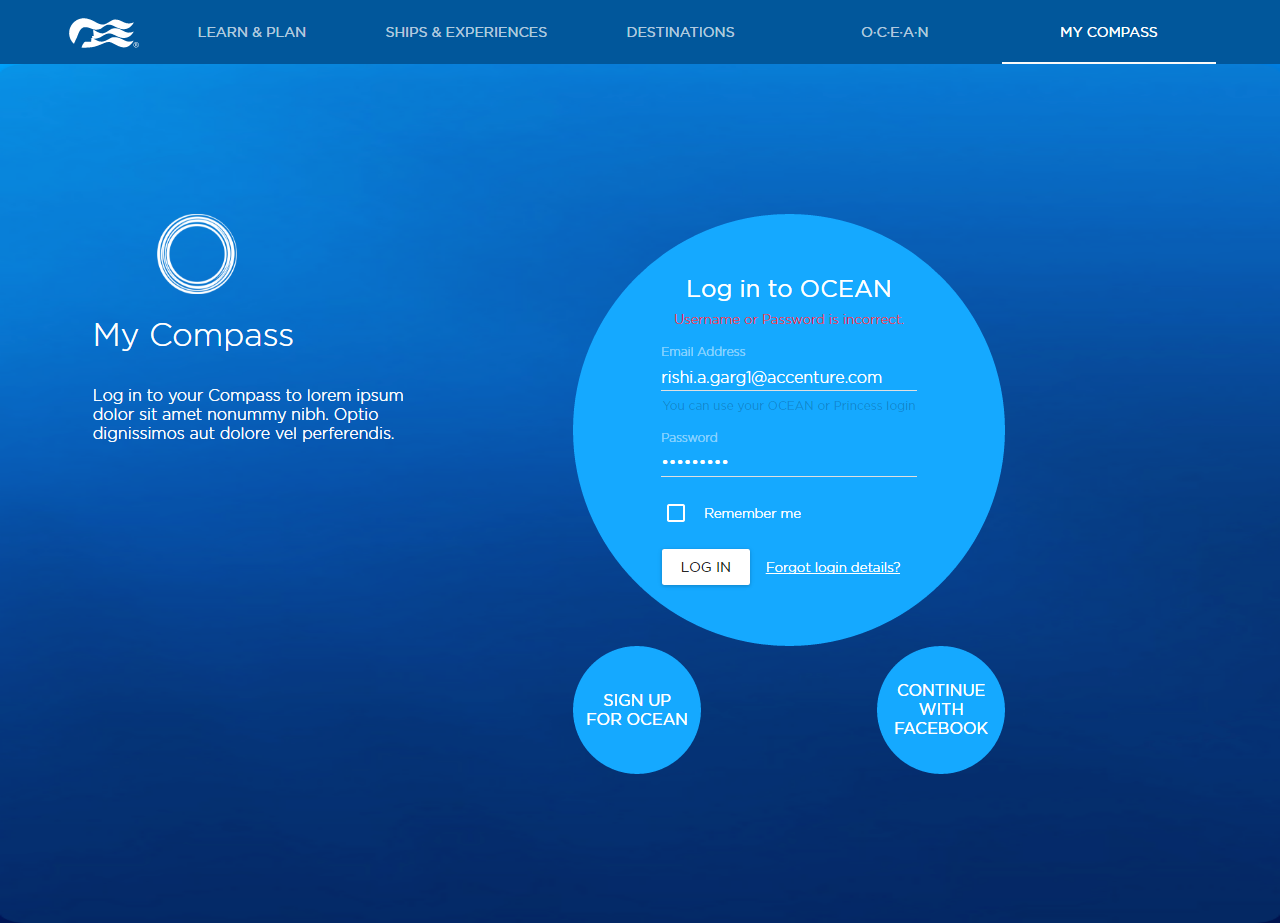 LEARN & PLAN
SHIPS & EXPERIENCES
DESTINATIONS
O·C·E·A·N
MY COMPASS
My Compass
Log in to your Compass to lorem ipsum
dolor sit amet nonummy nibh. Optio
dignissimos aut dolore vel perferendis.
Log in to OCEAN
Username or Password is incorrect
Email Address
rishi.a.garg1@accenture.com
You can use your OCEAN or Princess login
Password
•••••••••
Remember me
LOG IN
Forgot login details?
SIGN UP
FOR OCEAN
CONTINUE
WITH
FACEBOOK